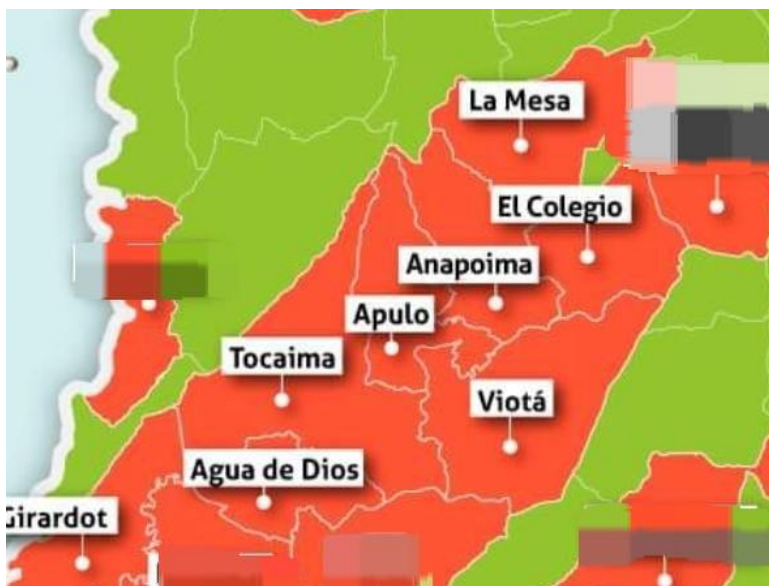 La Mesa
El Colegio
Anapoima
Apulo
Tocaima
Viotá
Agua de Dios
Girardot